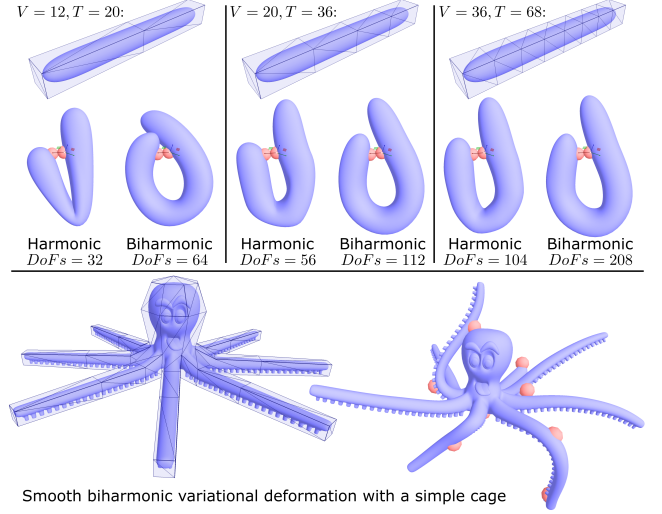 V = 12, T = 20:
V = 20, T = 36:
V = 36, T = 68:
Harmonic Biharmonic Harmonic Biharmonic Harmonic Biharmonic
DoFs = 32 DoFs = 64 DoFs = 56 DoFs = 112 DoFs = 104 DoFs = 208
Smooth biharmonic variational deformation with a simple cage